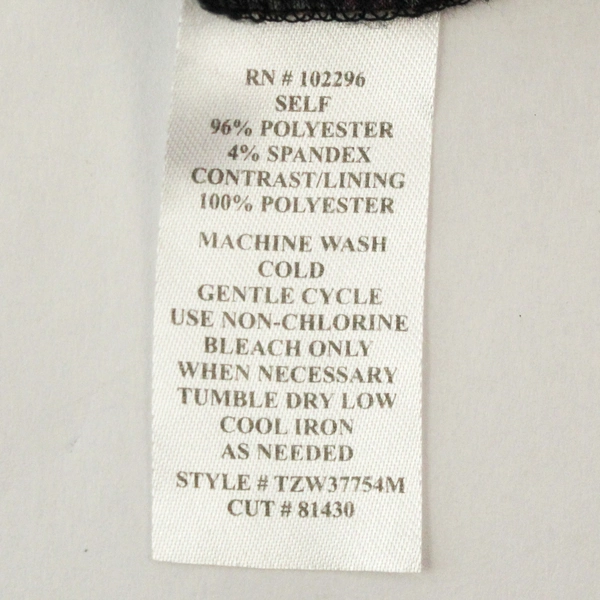 RN # 102296
SELF
96% POLYESTER
4% SPANDEX
CONTRAST/LINING
100% POLYESTER
MACHINE WASH
COLD
GENTLE CYCLE
USE NON-CHLORINE
BLEACH ONLY
WHEN NECESSARY
TUMBLE DRY LOW
COOL IRON
AS NEEDED
STYLE # TZW37754M
CUT # 81430